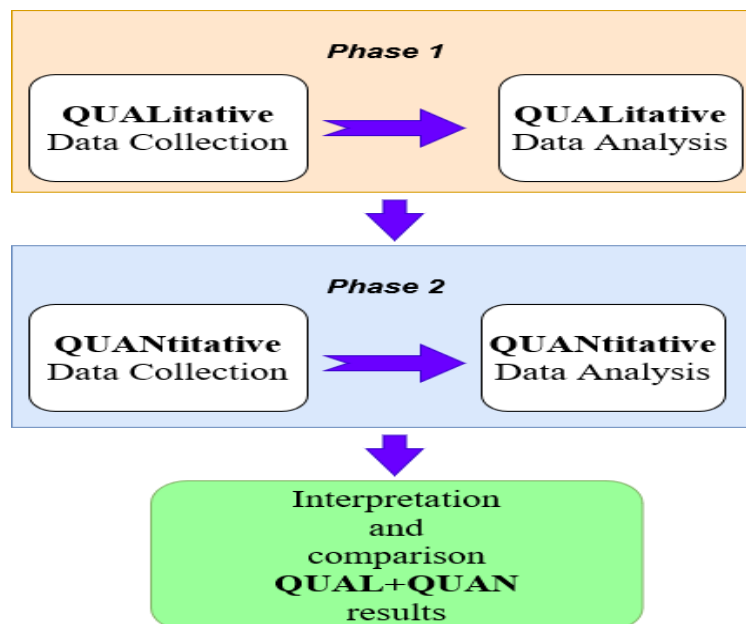 Phase 1
QUALitative
Data Collection
QUALitative
Data Analysis
Phase 2
QUANtitative
Data Collection
QUANtitative
Data Analysis
Interpretation
and
comparison
QUAL+QUAN
results